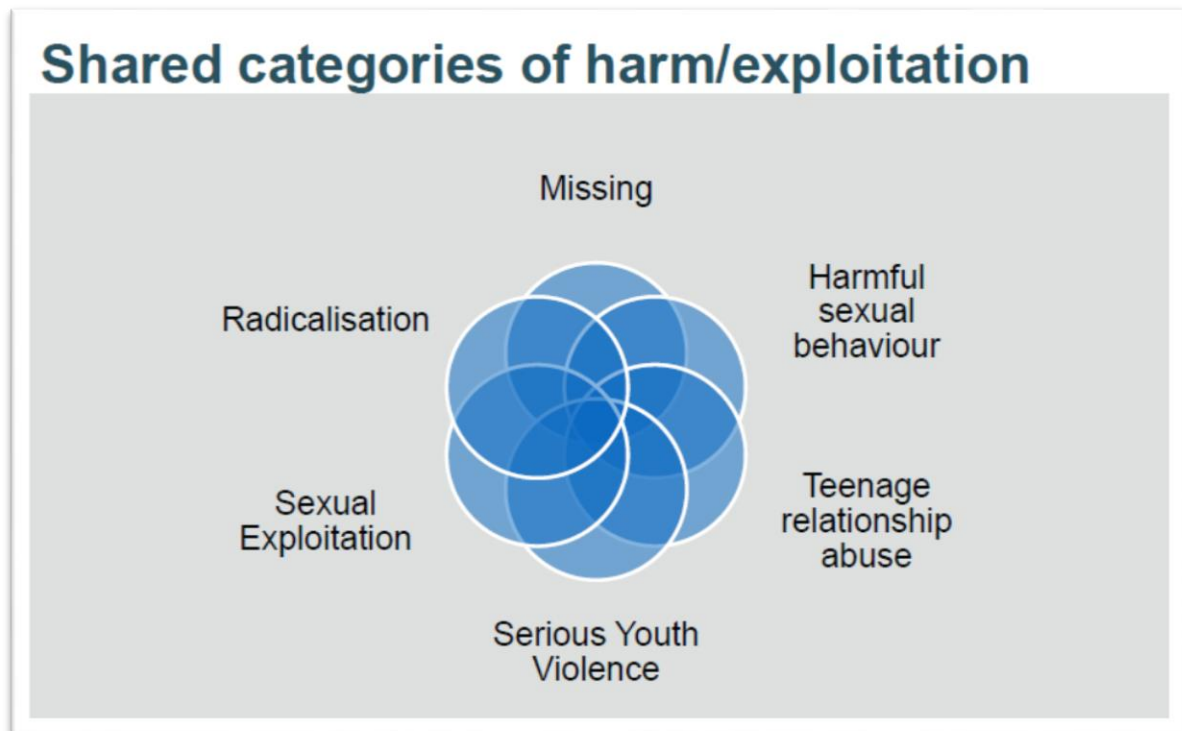 Shared categories of harm/exploitation
Missing
Harmful
sexual
behaviour
Radicalisation
Teenage
relationship
abuse
Sexual
Exploitation
Serious Youth
Violence